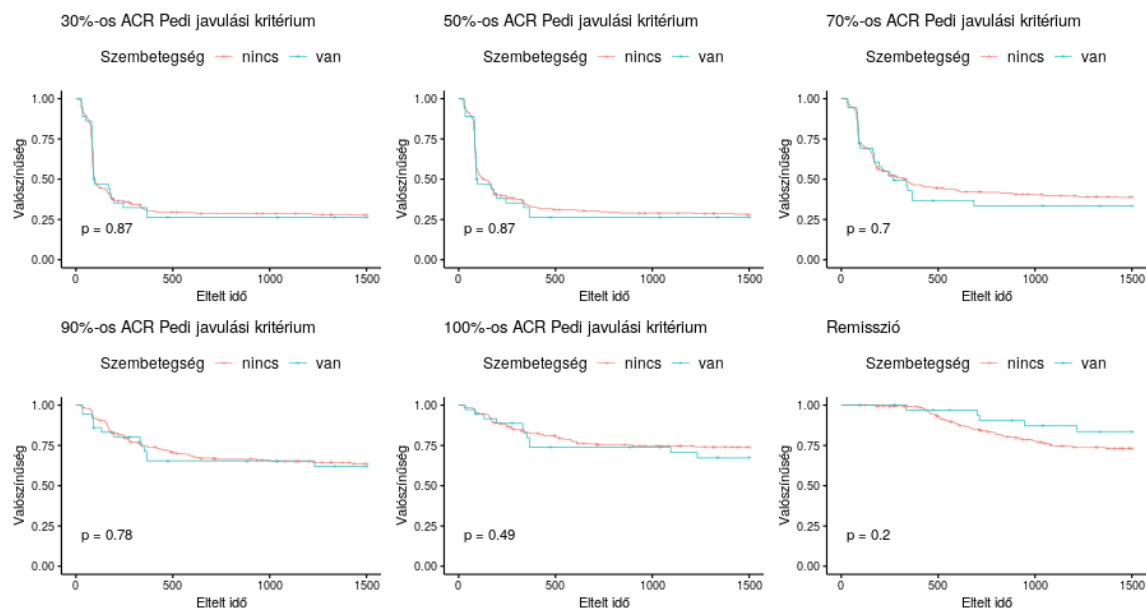 30%-os ACR Pedi javulási kritérium
Szembetegség nincs van
1.00
0.75
0.50
0.25
0.00
Valószínűség
p = 0.87
0 500 1000 1500
Eltelt idő
50%-os ACR Pedi javulási kritérium
Szembetegség nincs van
1.00
0.75
0.50
0.25
0.00
Valószínűség
p = 0.87
0 500 1000 1500
Eltelt idő
70%-os ACR Pedi javulási kritérium
Szembetegség nincs van
1.00
0.75
0.50
0.25
0.00
Valószínűség
p = 0.7
0 500 1000 1500
Eltelt idő
90%-os ACR Pedi javulási kritérium
Szembetegség nincs van
1.00
0.75
0.50
0.25
0.00
Valószínűség
p = 0.78
0 500 1000 1500
Eltelt idő
100%-os ACR Pedi javulási kritérium
Szembetegség nincs van
1.00
0.75
0.50
0.25
0.00
Valószínűség
p = 0.49
0 500 1000 1500
Eltelt idő
Remisszió
Szembetegség nincs van
1.00
0.75
0.50
0.25
0.00
Valószínűség
p = 0.2
0 500 1000 1500
Eltelt idő